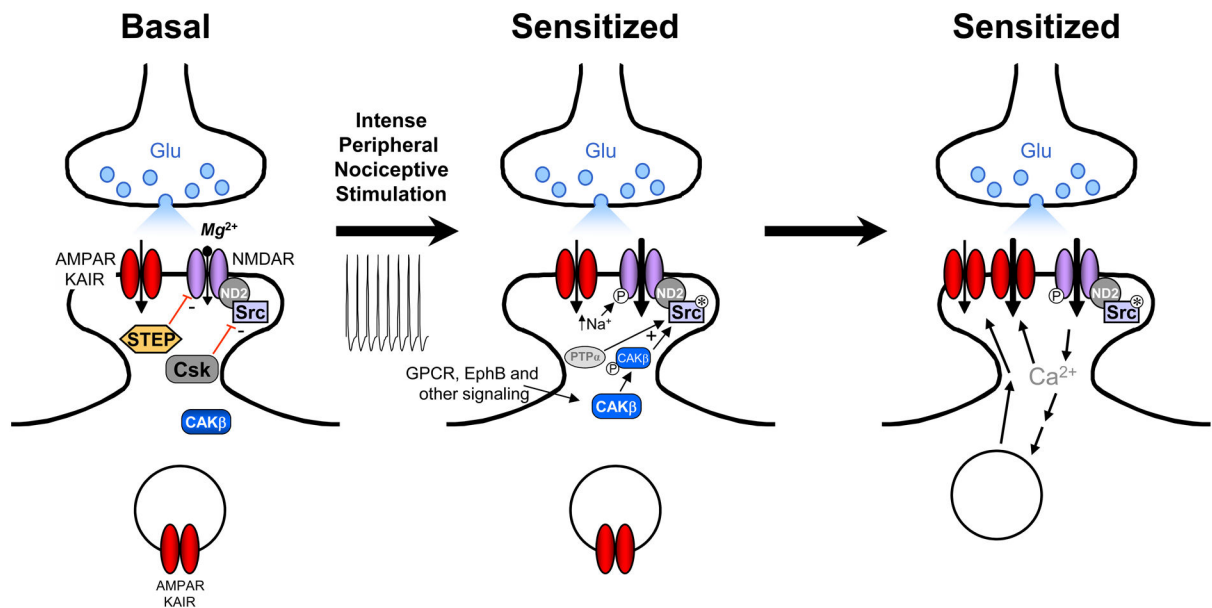 Basal
Sensitized
Sensitized
Intense
Peripheral
Nociceptive
Stimulation
Glu
Mg²⁺
AMPAR
KAIR
NMDAR
ND2
Src
-
-
STEP
Csk
CAKβ
AMPAR
KAIR
Glu
P
ND2
↑Na⁺
Src
*
+
PTPα
CAKβ
P
GPCR, EphB and
other signaling
CAKβ
Glu
P
ND2
Src
*
Ca²⁺